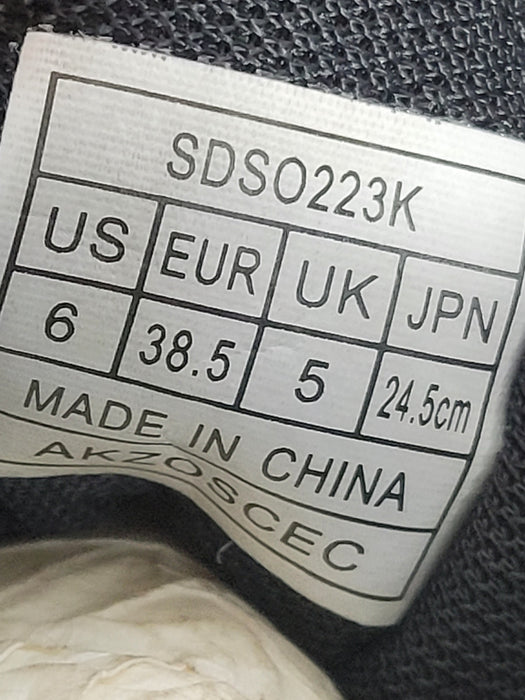 SDSO223K
US EUR UK JPN
6 38.5 5 24.5cm
MADE IN CHINA
AKZOSCEC